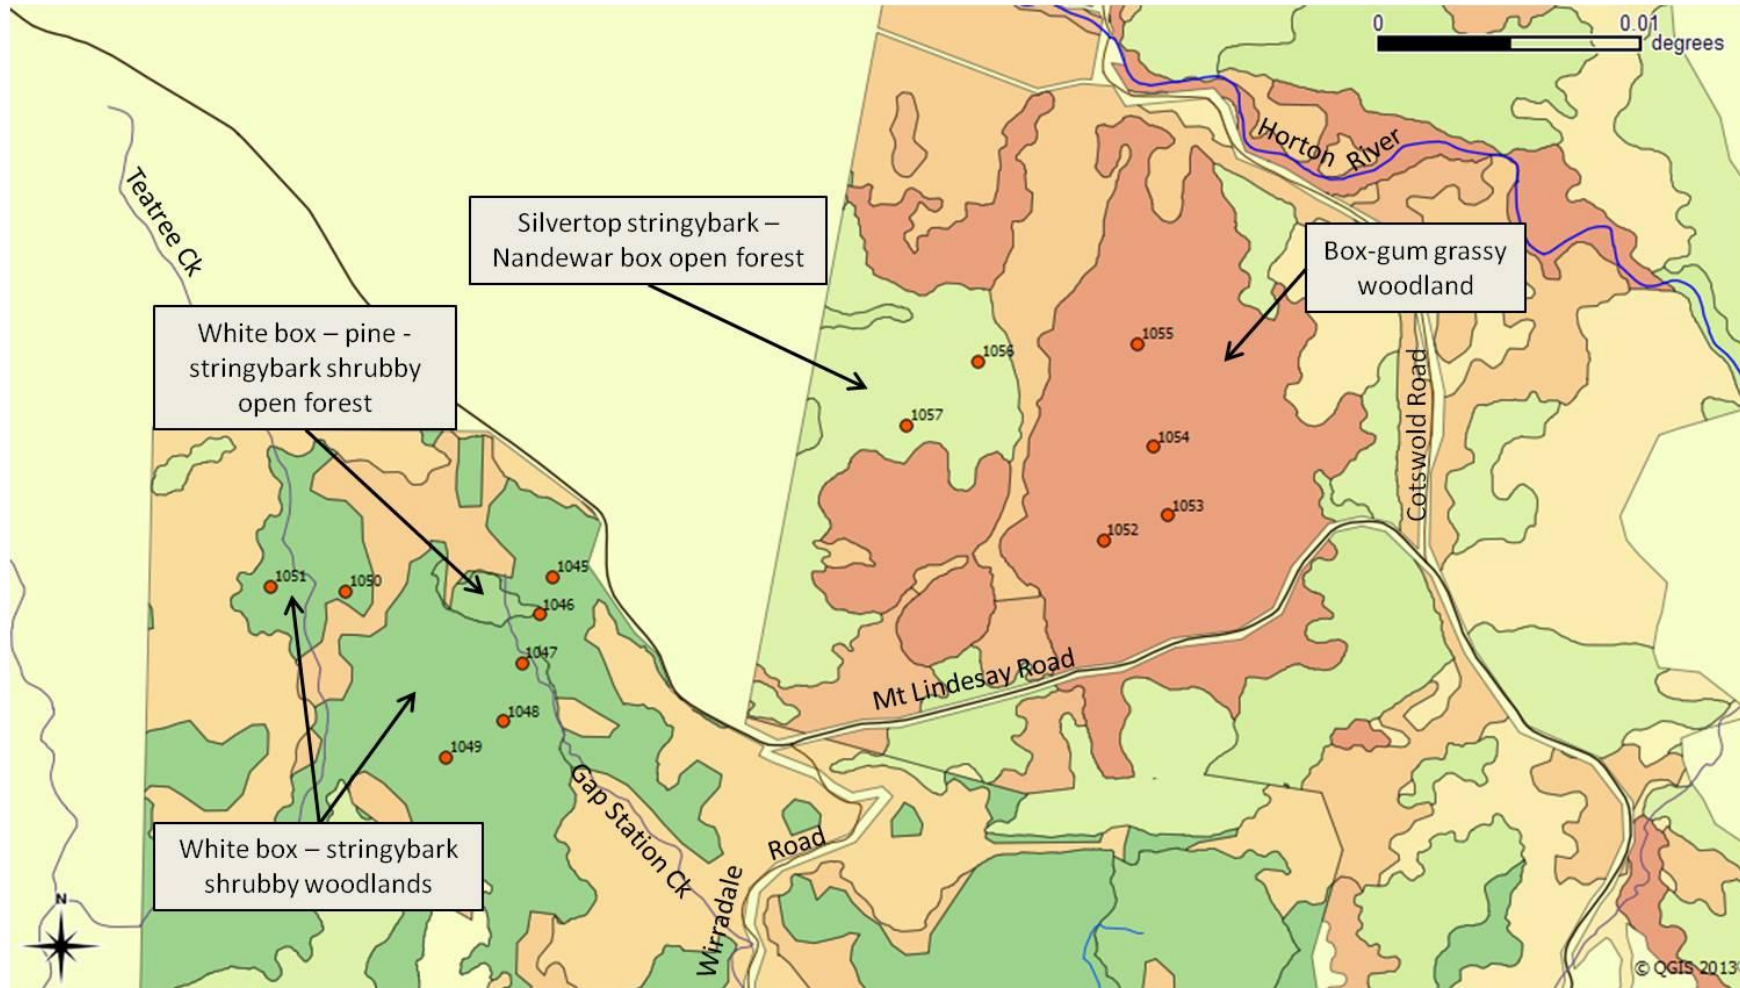 0
0.01
degrees
Horton River
Teatree Ck
Silvertop stringybark –
Nandewar box open forest
Box-gum grassy
woodland
White box – pine -
stringybark shrubby
open forest
1055
1056
1057
1054
1053
1052
Cotswold Road
1045
1051
1050
1046
1047
Mt Lindesay Road
1048
1049
Gap Station Ck
Wirradale Road
White box – stringybark
shrubby woodlands
N
© QGIS 2013